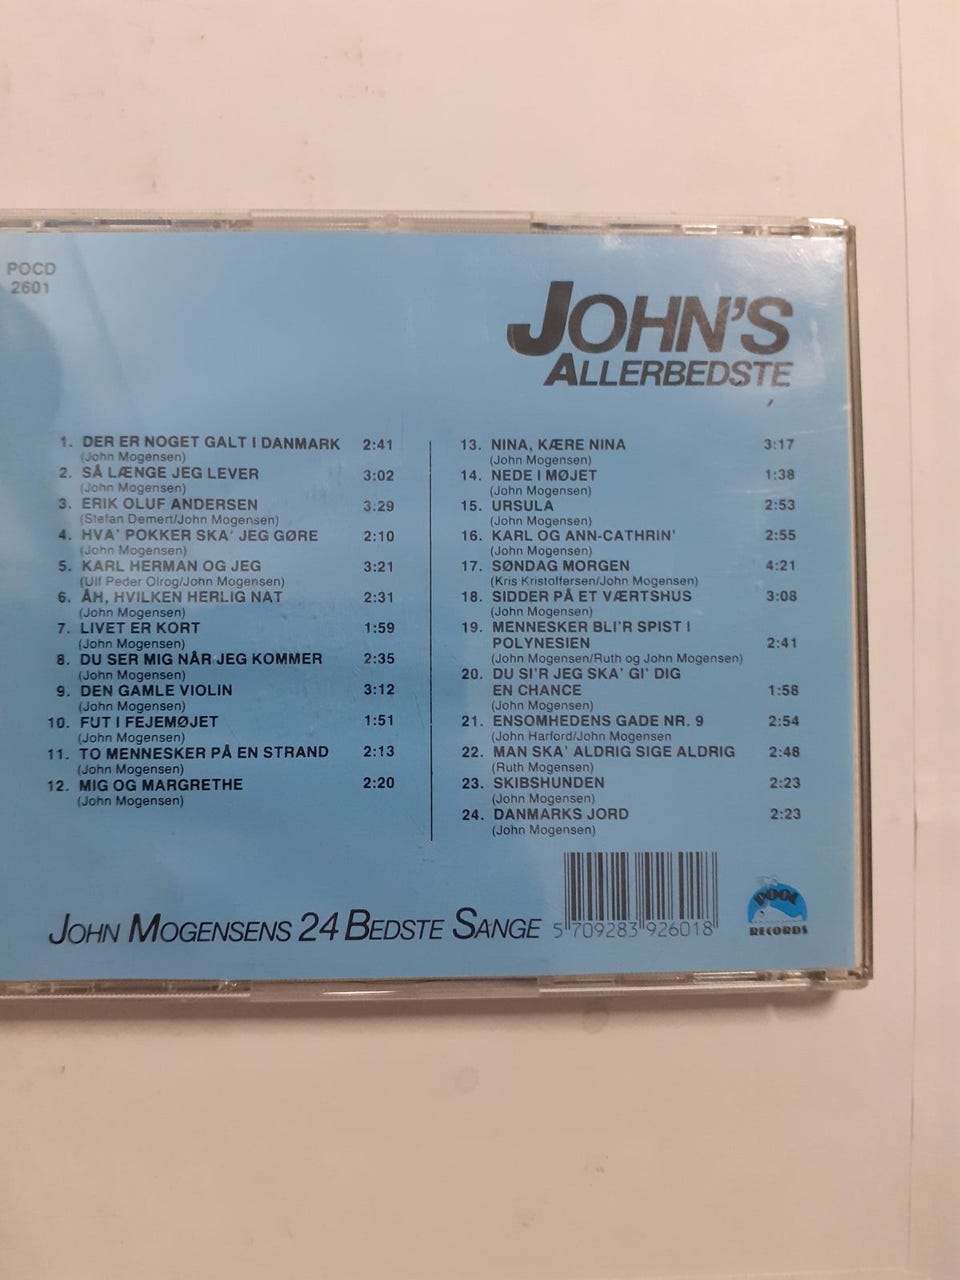 POCD
2601
JOHN'S
ALLERBEDSTE
1. DER ER NOGET GALT I DANMARK 2:41
(John Mogensen)
2. SÅ LÆNGE JEG LEVER 3:02
(John Mogensen)
3. ERIK OLUF ANDERSEN 3.29
(Stefan Demert/John Mogensen)
4. HVA' POKKER SKA' JEG GØRE 2:10
(John Mogensen)
5. KARL HERMAN OG JEG 3:21
(Ulf Peder Olrog/John Mogensen)
6. ÅH, HVILKEN HERLIG NAT 2:31
(John Mogensen)
7. LIVET ER KORT 1:59
(John Mogensen)
8. DU SER MIG NÅR JEG KOMMER 2:35
(John Mogensen)
9. DEN GAMLE VIOLIN 3:12
(John Mogensen)
10. FUT I FEJEMØJET 1:51
(John Mogensen)
11. TO MENNESKER PÅ EN STRAND 2:13
(John Mogensen)
12. MIG OG MARGRETHE 2:20
(John Mogensen)
13. NINA, KÆRE NINA 3:17
(John Mogensen)
14. NEDE I MØJET 1:38
(John Mogensen)
15. URSULA 2:53
(John Mogensen)
16. KARL OG ANN-CATHRIN' 2:55
(John Mogensen)
17. SØNDAG MORGEN 4:21
(Kris Kristoffersen/John Mogensen)
18. SIDDER PÅ ET VÆRTSHUS 3:08
(John Mogensen)
19. MENNESKER BLI'R SPIST I
POLYNESIEN 2:41
(John Mogensen/Ruth og John Mogensen)
20. DU SI'R JEG SKA' GI' DIG
EN CHANCE 1:58
(John Mogensen)
21. ENSOMHEDENS GADE NR. 9 2:54
(John Harford/John Mogensen
22. MAN SKA' ALDRIG SIGE ALDRIG 2:48
(Ruth Mogensen)
23. SKIBSHUNDEN 2:23
(John Mogensen)
24. DANMARKS JORD 2:23
(John Mogensen)
JOHN MOGENSENS 24 BEDSTE SANGE
5 709283 926018
POOL
RECORDS